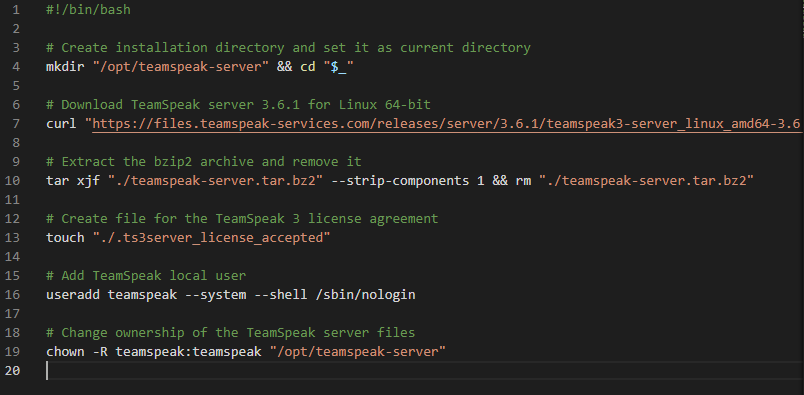 1 #!/bin/bash
2
3 # Create installation directory and set it as current directory
4 mkdir "/opt/teamspeak-server" && cd "$_"
5
6 # Download TeamSpeak server 3.6.1 for Linux 64-bit
7 curl "https://files.teamspeak-services.com/releases/server/3.6.1/teamspeak3-server_linux_amd64-3.6
8
9 # Extract the bzip2 archive and remove it
10 tar xjf "./teamspeak-server.tar.bz2" --strip-components 1 && rm "./teamspeak-server.tar.bz2"
11
12 # Create file for the TeamSpeak 3 license agreement
13 touch "./.ts3server_license_accepted"
14
15 # Add TeamSpeak local user
16 useradd teamspeak --system --shell /sbin/nologin
17
18 # Change ownership of the TeamSpeak server files
19 chown -R teamspeak:teamspeak "/opt/teamspeak-server"
20